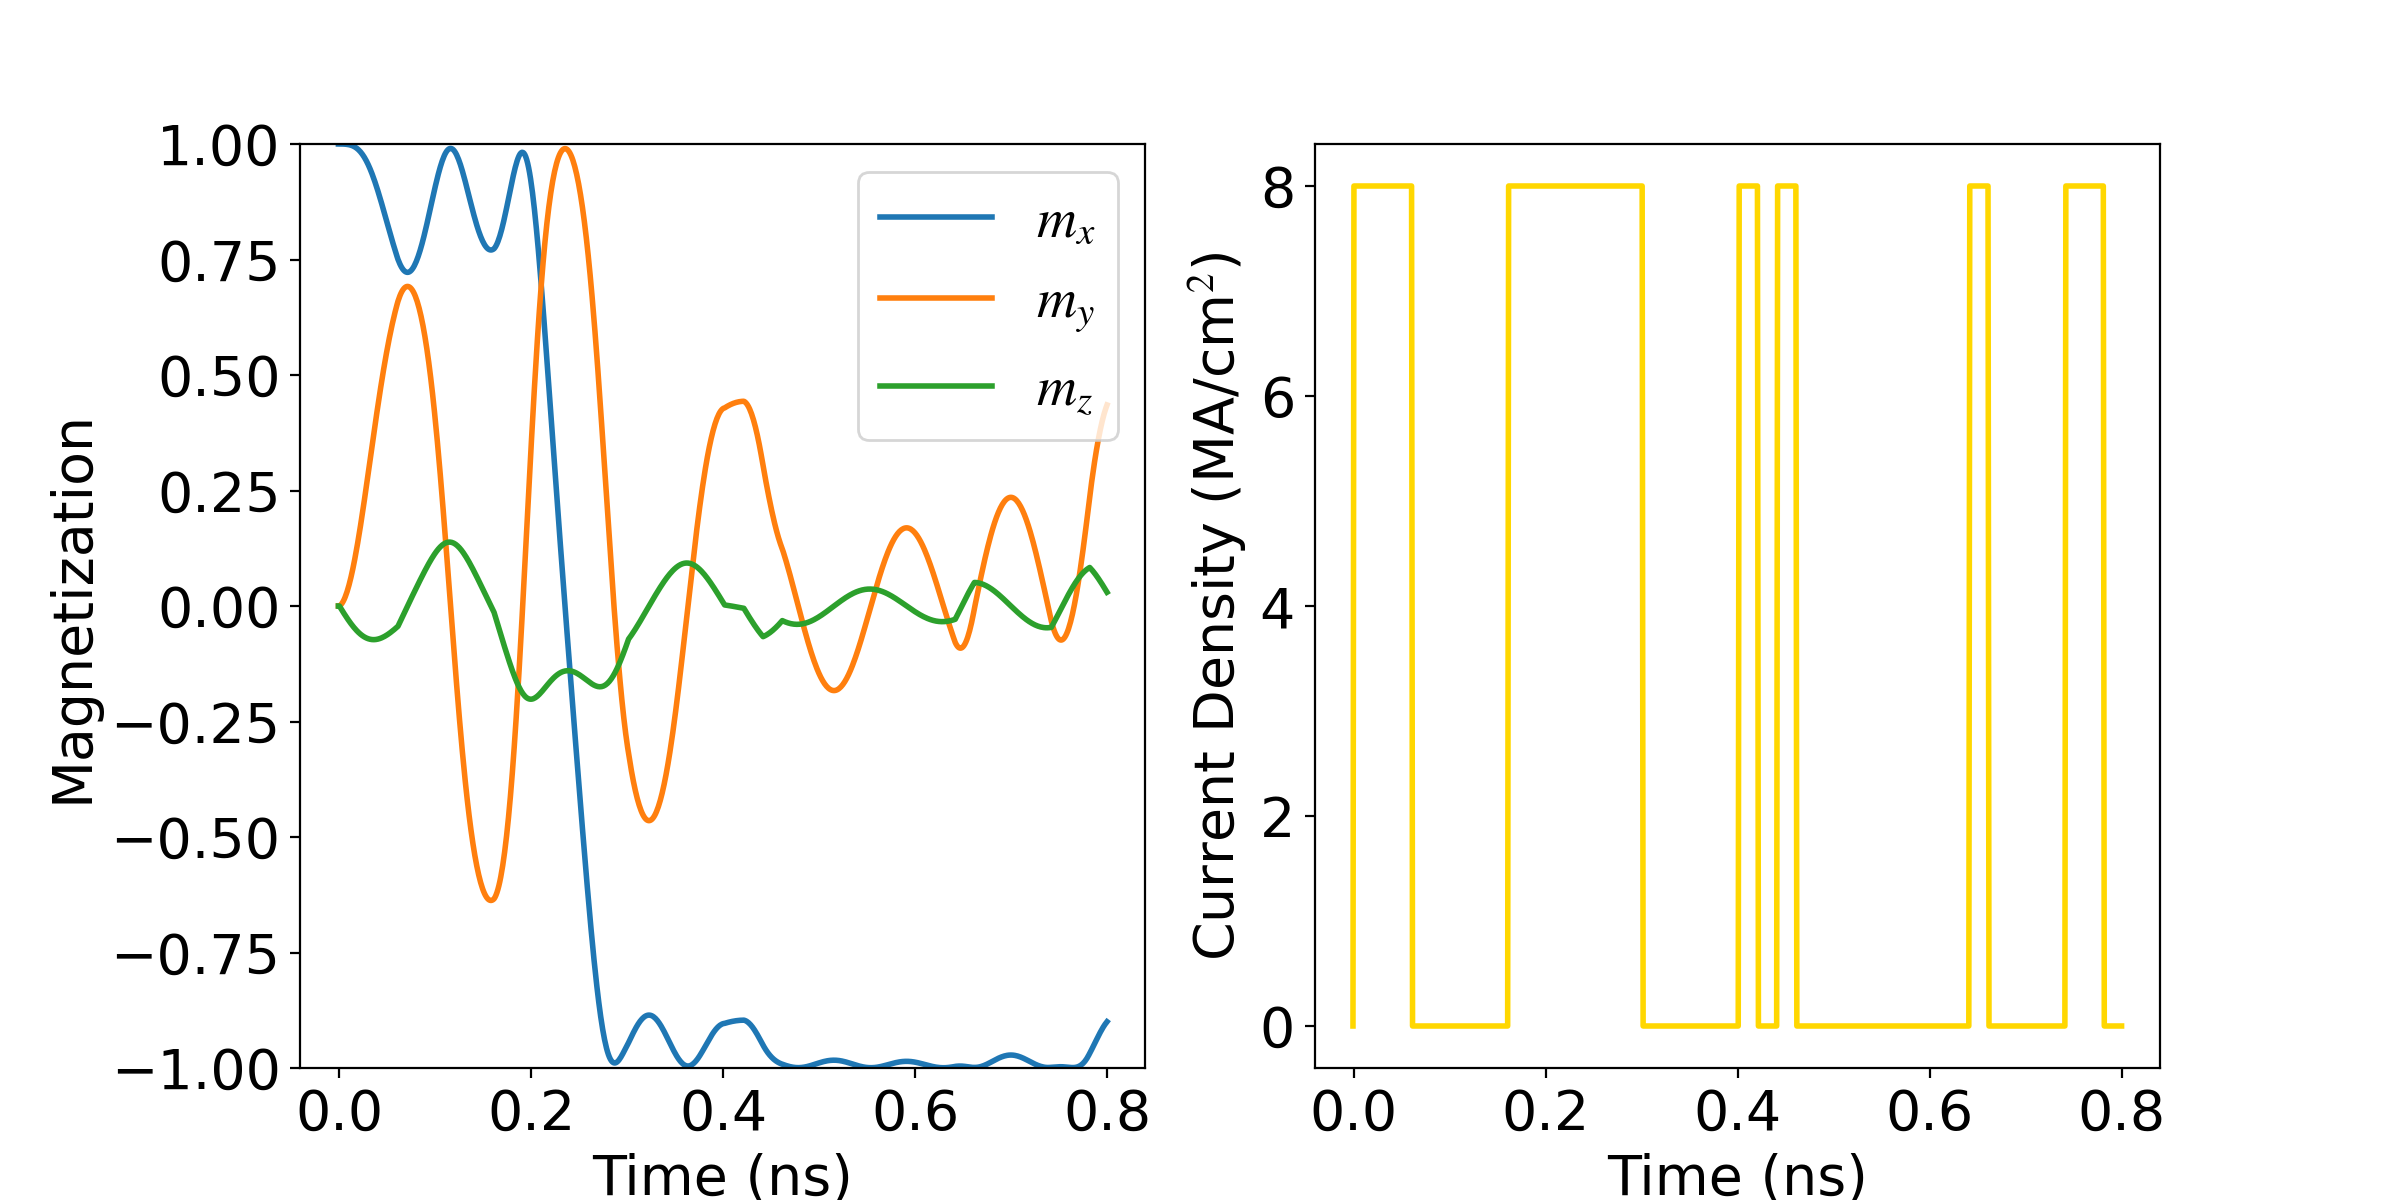 Magnetization
1.00
0.75
0.50
0.25
0.00
−0.25
−0.50
−0.75
−1.00
0.0 0.2 0.4 0.6 0.8
Time (ns)
m_x
m_y
m_z
Current Density (MA/cm²)
8
6
4
2
0
0.0 0.2 0.4 0.6 0.8
Time (ns)